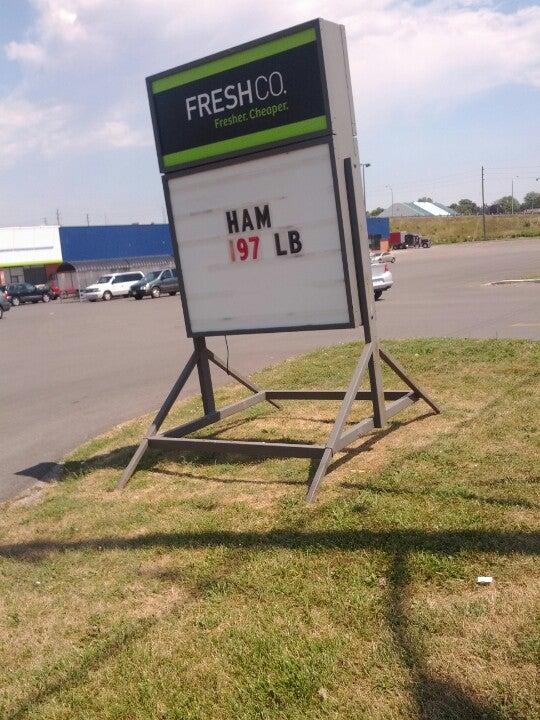 FRESHCO.
Fresher. Cheaper.
HAM
197 LB